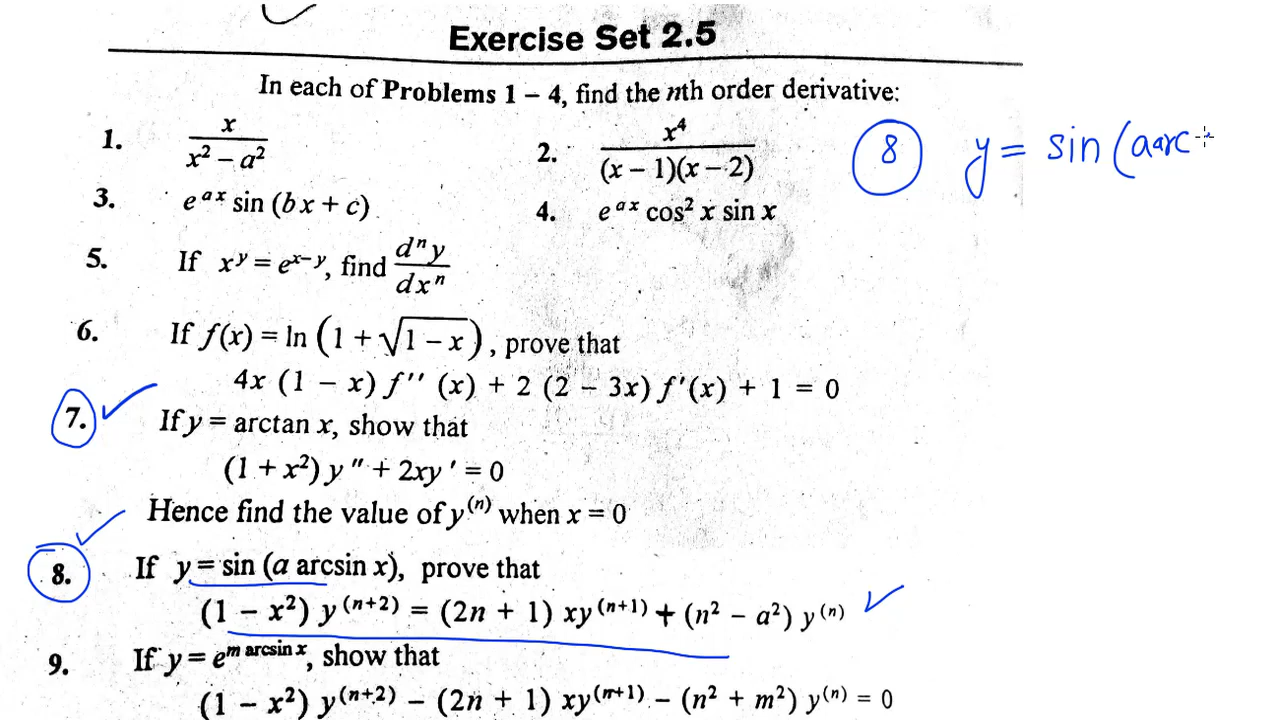 Exercise Set 2.5
In each of Problems 1 – 4, find the nth order derivative:
1. x / (x² – a²)
2. x⁴ / ((x – 1)(x – 2))
3. e^(ax) sin (bx + c)
4. e^(ax) cos² x sin x
5. If x^y = e^(x–y), find dⁿy/dxⁿ
6. If f(x) = ln (1 + √(1 – x)), prove that
4x (1 – x) f'' (x) + 2 (2 – 3x) f'(x) + 1 = 0
7. If y = arctan x, show that
(1 + x²) y'' + 2xy' = 0
Hence find the value of y⁽ⁿ⁾ when x = 0
8. If y = sin (a arcsin x), prove that
(1 – x²) y⁽ⁿ⁺²⁾ = (2n + 1) xy⁽ⁿ⁺¹⁾ + (n² – a²) y⁽ⁿ⁾
9. If y = e^(m arcsin x), show that
(1 – x²) y⁽ⁿ⁺²⁾ – (2n + 1) xy⁽ⁿ⁺¹⁾ – (n² + m²) y⁽ⁿ⁾ = 0
8 y = sin (a arc